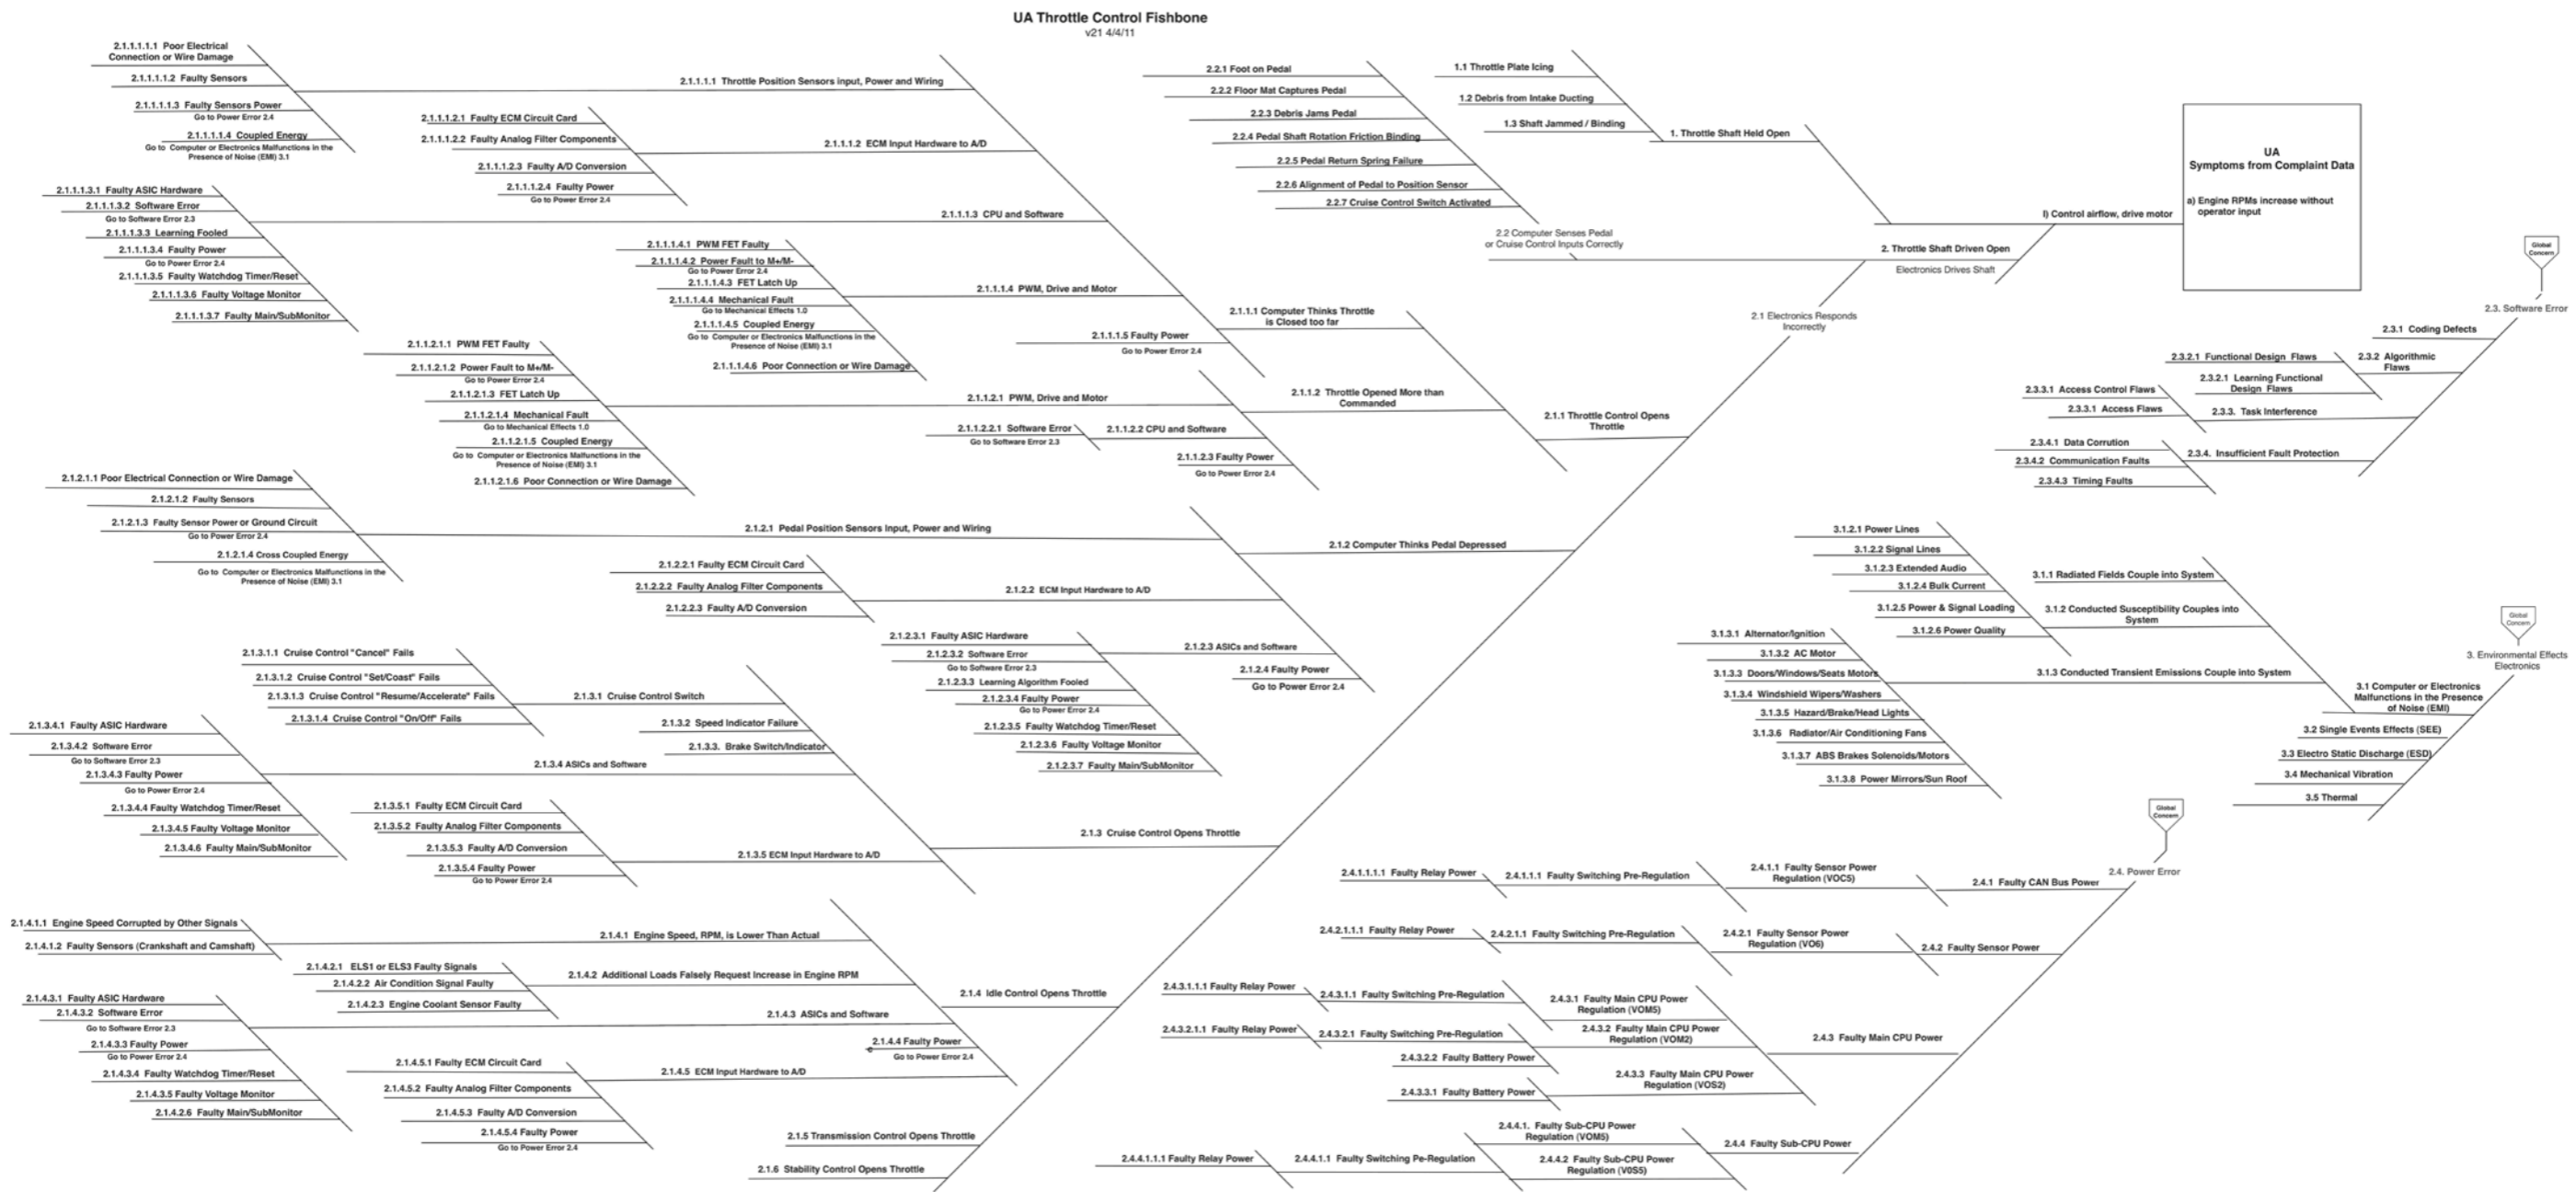 UA Throttle Control Fishbone
v21 4/4/11
2.1.1.1.1.1 Poor Electrical
Connection or Wire Damage
2.1.1.1.1.2 Faulty Sensors
2.1.1.1.1.3 Faulty Sensors Power
Go to Power Error 2.4
2.1.1.1.1.4 Coupled Energy
Go to Computer or Electronics Malfunctions in the
Presence of Noise (EMI) 3.1
2.1.1.1.1 Throttle Position Sensors input, Power and Wiring
2.1.1.1.2.1 Faulty ECM Circuit Card
2.1.1.1.2.2 Faulty Analog Filter Components
2.1.1.1.2.3 Faulty A/D Conversion
2.1.1.1.2.4 Faulty Power
Go to Power Error 2.4
2.1.1.1.2 ECM Input Hardware to A/D
2.1.1.1.3.1 Faulty ASIC Hardware
2.1.1.1.3.2 Software Error
Go to Software Error 2.3
2.1.1.1.3.3 Learning Fooled
2.1.1.1.3.4 Faulty Power
Go to Power Error 2.4
2.1.1.1.3.5 Faulty Watchdog Timer/Reset
2.1.1.1.3.6 Faulty Voltage Monitor
2.1.1.1.3.7 Faulty Main/SubMonitor
2.1.1.1.3 CPU and Software
2.1.1.1.4.1 PWM FET Faulty
2.1.1.1.4.2 Power Fault to M+/M-
Go to Power Error 2.4
2.1.1.1.4.3 FET Latch Up
2.1.1.1.4.4 Mechanical Fault
Go to Mechanical Effects 1.0
2.1.1.1.4.5 Coupled Energy
Go to Computer or Electronics Malfunctions in the
Presence of Noise (EMI) 3.1
2.1.1.1.4.6 Poor Connection or Wire Damage
2.1.1.1.4 PWM, Drive and Motor
2.1.1.1.5 Faulty Power
Go to Power Error 2.4
2.1.1.1 Computer Thinks Throttle
is Closed too far
2.1.1.2.1.1 PWM FET Faulty
2.1.1.2.1.2 Power Fault to M+/M-
Go to Power Error 2.4
2.1.1.2.1.3 FET Latch Up
2.1.1.2.1.4 Mechanical Fault
Go to Mechanical Effects 1.0
2.1.1.2.1.5 Coupled Energy
Go to Computer or Electronics Malfunctions in the
Presence of Noise (EMI) 3.1
2.1.1.2.1.6 Poor Connection or Wire Damage
2.1.1.2.1 PWM, Drive and Motor
2.1.1.2.2.1 Software Error
Go to Software Error 2.3
2.1.1.2.2 CPU and Software
2.1.1.2.3 Faulty Power
Go to Power Error 2.4
2.1.1.2 Throttle Opened More than
Commanded
2.1.1 Throttle Control Opens
Throttle
2.2.1 Foot on Pedal
2.2.2 Floor Mat Captures Pedal
2.2.3 Debris Jams Pedal
2.2.4 Pedal Shaft Rotation Friction Binding
2.2.5 Pedal Return Spring Failure
2.2.6 Alignment of Pedal to Position Sensor
2.2.7 Cruise Control Switch Activated
2.2 Computer Senses Pedal
or Cruise Control Inputs Correctly
1.1 Throttle Plate Icing
1.2 Debris from Intake Ducting
1.3 Shaft Jammed / Binding
1. Throttle Shaft Held Open
2. Throttle Shaft Driven Open
Electronics Drives Shaft
2.1 Electronics Responds
Incorrectly
I) Control airflow, drive motor
UA
Symptoms from Complaint Data
a) Engine RPMs increase without
operator input
Global
Concern
2.3. Software Error
2.3.1 Coding Defects
2.3.2.1 Functional Design Flaws
2.3.2 Algorithmic
Flaws
2.3.2.1 Learning Functional
Design Flaws
2.3.3.1 Access Control Flaws
2.3.3.1 Access Flaws
2.3.3. Task Interference
2.3.4.1 Data Corrution
2.3.4.2 Communication Faults
2.3.4.3 Timing Faults
2.3.4. Insufficient Fault Protection
2.1.2.1.1 Poor Electrical Connection or Wire Damage
2.1.2.1.2 Faulty Sensors
2.1.2.1.3 Faulty Sensor Power or Ground Circuit
Go to Power Error 2.4
2.1.2.1.4 Cross Coupled Energy
Go to Computer or Electronics Malfunctions in the
Presence of Noise (EMI) 3.1
2.1.2.1 Pedal Position Sensors Input, Power and Wiring
2.1.2 Computer Thinks Pedal Depressed
2.1.2.2.1 Faulty ECM Circuit Card
2.1.2.2.2 Faulty Analog Filter Components
2.1.2.2.3 Faulty A/D Conversion
2.1.2.2 ECM Input Hardware to A/D
2.1.2.3.1 Faulty ASIC Hardware
2.1.2.3.2 Software Error
Go to Software Error 2.3
2.1.2.3.3 Learning Algorithm Fooled
2.1.2.3.4 Faulty Power
Go to Power Error 2.4
2.1.2.3.5 Faulty Watchdog Timer/Reset
2.1.2.3.6 Faulty Voltage Monitor
2.1.2.3.7 Faulty Main/SubMonitor
2.1.2.3 ASICs and Software
2.1.2.4 Faulty Power
Go to Power Error 2.4
3.1.2.1 Power Lines
3.1.2.2 Signal Lines
3.1.2.3 Extended Audio
3.1.2.4 Bulk Current
3.1.2.5 Power & Signal Loading
3.1.2.6 Power Quality
3.1.1 Radiated Fields Couple into System
3.1.2 Conducted Susceptibility Couples into
System
3.1.3.1 Alternator/Ignition
3.1.3.2 AC Motor
3.1.3.3 Doors/Windows/Seats Motors
3.1.3.4 Windshield Wipers/Washers
3.1.3.5 Hazard/Brake/Head Lights
3.1.3.6 Radiator/Air Conditioning Fans
3.1.3.7 ABS Brakes Solenoids/Motors
3.1.3.8 Power Mirrors/Sun Roof
3.1.3 Conducted Transient Emissions Couple into System
Global
Concern
3. Environmental Effects
Electronics
3.1 Computer or Electronics
Malfunctions in the Presence
of Noise (EMI)
3.2 Single Events Effects (SEE)
3.3 Electro Static Discharge (ESD)
3.4 Mechanical Vibration
3.5 Thermal
2.1.3.1.1 Cruise Control "Cancel" Fails
2.1.3.1.2 Cruise Control "Set/Coast" Fails
2.1.3.1.3 Cruise Control "Resume/Accelerate" Fails
2.1.3.1.4 Cruise Control "On/Off" Fails
2.1.3.1 Cruise Control Switch
2.1.3.2 Speed Indicator Failure
2.1.3.3. Brake Switch/Indicator
2.1.3.4.1 Faulty ASIC Hardware
2.1.3.4.2 Software Error
Go to Software Error 2.3
2.1.3.4.3 Faulty Power
Go to Power Error 2.4
2.1.3.4.4 Faulty Watchdog Timer/Reset
2.1.3.4.5 Faulty Voltage Monitor
2.1.3.4.6 Faulty Main/SubMonitor
2.1.3.4 ASICs and Software
2.1.3.5.1 Faulty ECM Circuit Card
2.1.3.5.2 Faulty Analog Filter Components
2.1.3.5.3 Faulty A/D Conversion
2.1.3.5.4 Faulty Power
Go to Power Error 2.4
2.1.3.5 ECM Input Hardware to A/D
2.1.3 Cruise Control Opens Throttle
2.1.4.1.1 Engine Speed Corrupted by Other Signals
2.1.4.1.2 Faulty Sensors (Crankshaft and Camshaft)
2.1.4.1 Engine Speed, RPM, is Lower Than Actual
2.1.4.2.1 ELS1 or ELS3 Faulty Signals
2.1.4.2.2 Air Condition Signal Faulty
2.1.4.2.3 Engine Coolant Sensor Faulty
2.1.4.2 Additional Loads Falsely Request Increase in Engine RPM
2.1.4.3.1 Faulty ASIC Hardware
2.1.4.3.2 Software Error
Go to Software Error 2.3
2.1.4.3.3 Faulty Power
Go to Power Error 2.4
2.1.4.3.4 Faulty Watchdog Timer/Reset
2.1.4.3.5 Faulty Voltage Monitor
2.1.4.2.6 Faulty Main/SubMonitor
2.1.4.3 ASICs and Software
2.1.4.4 Faulty Power
Go to Power Error 2.4
2.1.4.5.1 Faulty ECM Circuit Card
2.1.4.5.2 Faulty Analog Filter Components
2.1.4.5.3 Faulty A/D Conversion
2.1.4.5.4 Faulty Power
Go to Power Error 2.4
2.1.4.5 ECM Input Hardware to A/D
2.1.4 Idle Control Opens Throttle
2.1.5 Transmission Control Opens Throttle
2.1.6 Stability Control Opens Throttle
Global
Concern
2.4. Power Error
2.4.1.1.1.1 Faulty Relay Power
2.4.1.1.1 Faulty Switching Pre-Regulation
2.4.1.1 Faulty Sensor Power
Regulation (VOC5)
2.4.1 Faulty CAN Bus Power
2.4.2.1.1.1 Faulty Relay Power
2.4.2.1.1 Faulty Switching Pre-Regulation
2.4.2.1 Faulty Sensor Power
Regulation (VO6)
2.4.2 Faulty Sensor Power
2.4.3.1.1.1 Faulty Relay Power
2.4.3.1.1 Faulty Switching Pre-Regulation
2.4.3.1 Faulty Main CPU Power
Regulation (VOM5)
2.4.3.2.1.1 Faulty Relay Power
2.4.3.2.1 Faulty Switching Pre-Regulation
2.4.3.2 Faulty Main CPU Power
Regulation (VOM2)
2.4.3.2.2 Faulty Battery Power
2.4.3.3.1 Faulty Battery Power
2.4.3.3 Faulty Main CPU Power
Regulation (VOS2)
2.4.3 Faulty Main CPU Power
2.4.4.1. Faulty Sub-CPU Power
Regulation (VOM5)
2.4.4.1.1.1 Faulty Relay Power
2.4.4.1.1 Faulty Switching Pe-Regulation
2.4.4.2 Faulty Sub-CPU Power
Regulation (V0S5)
2.4.4 Faulty Sub-CPU Power